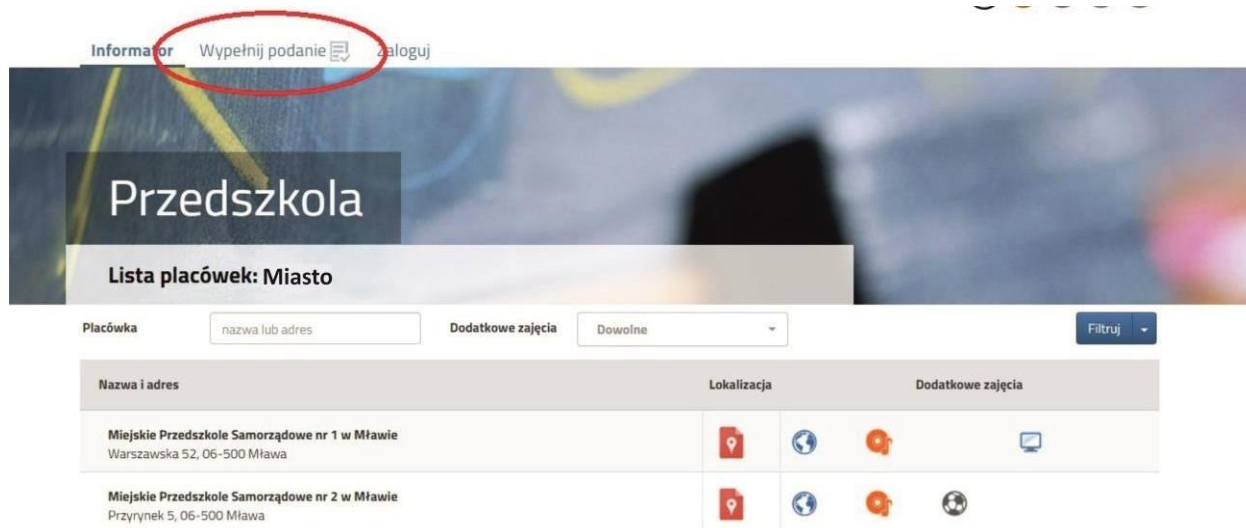 Informator Wypełnij podanie Zaloguj
Przedszkola
Lista placówek: Miasto
Placówka nazwa lub adres Dodatkowe zajęcia Dowolne Filtruj
Nazwa i adres Lokalizacja Dodatkowe zajęcia
Miejskie Przedszkole Samorządowe nr 1 w Mławie
Warszawska 52, 06-500 Mława
Miejskie Przedszkole Samorządowe nr 2 w Mławie
Przyrynek 5, 06-500 Mława